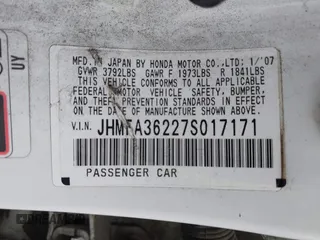 MFD. IN JAPAN BY HONDA MOTOR CO., LTD. 1/'07
GVWR 3792LBS GAWR F 1973LBS R 1841LBS
THIS VEHICLE CONFORMS TO ALL APPLICABLE
FEDERAL MOTOR VEHICLE SAFETY, BUMPER,
AND THEFT PREVENTION STANDARDS IN EFFECT
ON THE DATE OF MANUFACTURE SHOWN ABOVE.
V.I.N. JHMFA36227S017171
PASSENGER CAR
UY